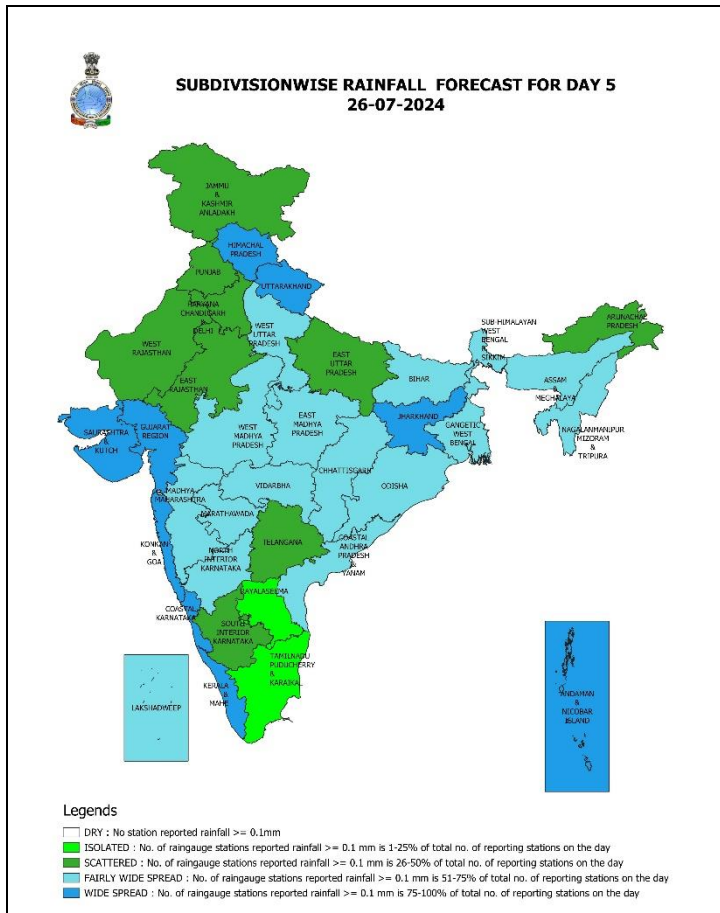 SUBDIVISIONWISE RAINFALL FORECAST FOR DAY 5
26-07-2024
JAMMU
&
KASHMIR
ANLADAKH
HIMACHAL
PRADESH
PUNJAB
UTTARAKHAND
HARYANA
CHANDIGARH
&
DELHI
WEST
UTTAR
PRADESH
SUB-HIMALAYAN
WEST
BENGAL
&
SIKKIM
ARUNACHAL
PRADESH
WEST
RAJASTHAN
EAST
RAJASTHAN
EAST
UTTAR
PRADESH
BIHAR
ASSAM
&
MEGHALAYA
NAGALANMANIPUR
MIZORAM
&
TRIPURA
SAURASHTRA
&
KUTCH
GUJARAT
REGION
WEST
MADHYA
PRADESH
EAST
MADHYA
PRADESH
JHARKHAND
GANGETIC
WEST
BENGAL
CHHATTISGARH
ODISHA
MADHYA
MAHARASHTRA
VIDARBHA
MARATHAWADA
KONKAN
&
GOA
TELANGANA
COASTAL
ANDHRA
PRADESH
&
YANAM
NORTH
INTERIOR
KARNATAKA
RAYALASEEMA
COASTAL
KARNATAKA
SOUTH
INTERIOR
KARNATAKA
TAMILNADU
PUDUCHERRY
&
KARAIKAL
KERALA
&
MAHE
LAKSHADWEEP
ANDAMAN
&
NICOBAR
ISLAND
Legends
DRY : No station reported rainfall >= 0.1mm
ISOLATED : No. of raingauge stations reported rainfall >= 0.1 mm is 1-25% of total no. of reporting stations on the day
SCATTERED : No. of raingauge stations reported rainfall >= 0.1 mm is 26-50% of total no. of reporting stations on the day
FAIRLY WIDE SPREAD : No. of raingauge stations reported rainfall >= 0.1 mm is 51-75% of total no. of reporting stations on the day
WIDE SPREAD : No. of raingauge stations reported rainfall >= 0.1 mm is 75-100% of total no. of reporting stations on the day